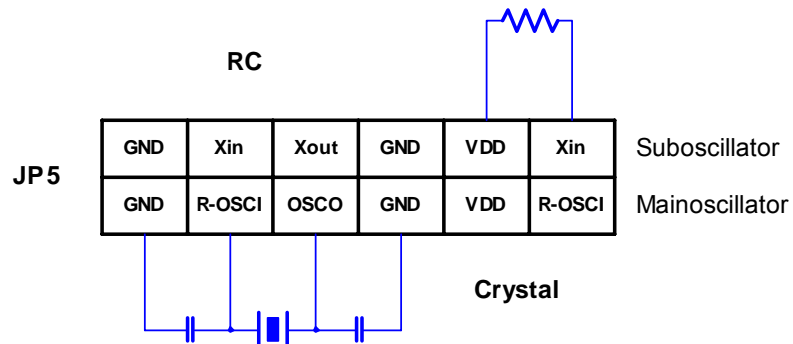 RC
GND Xin Xout GND VDD Xin Suboscillator
JP5
GND R-OSCI OSCO GND VDD R-OSCI Mainoscillator
Crystal